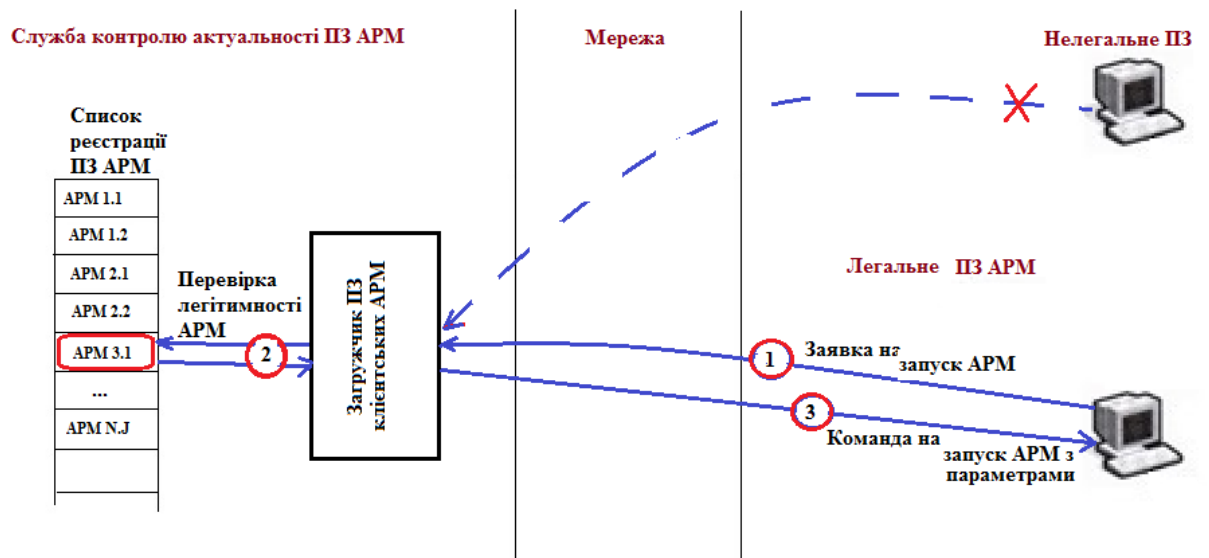 Служба контролю актуальності ПЗ АРМ
Мережа
Нелегальне ПЗ
Список
реєстрації
ПЗ АРМ
АРМ 1.1
АРМ 1.2
АРМ 2.1
АРМ 2.2
АРМ 3.1
...
АРМ N.J
Перевірка
легітимності
АРМ
2
Загружчик ПЗ
клієнтських АРМ
Легальне ПЗ АРМ
1
Заявка на
запуск АРМ
3
Команда на
запуск АРМ з
параметрами